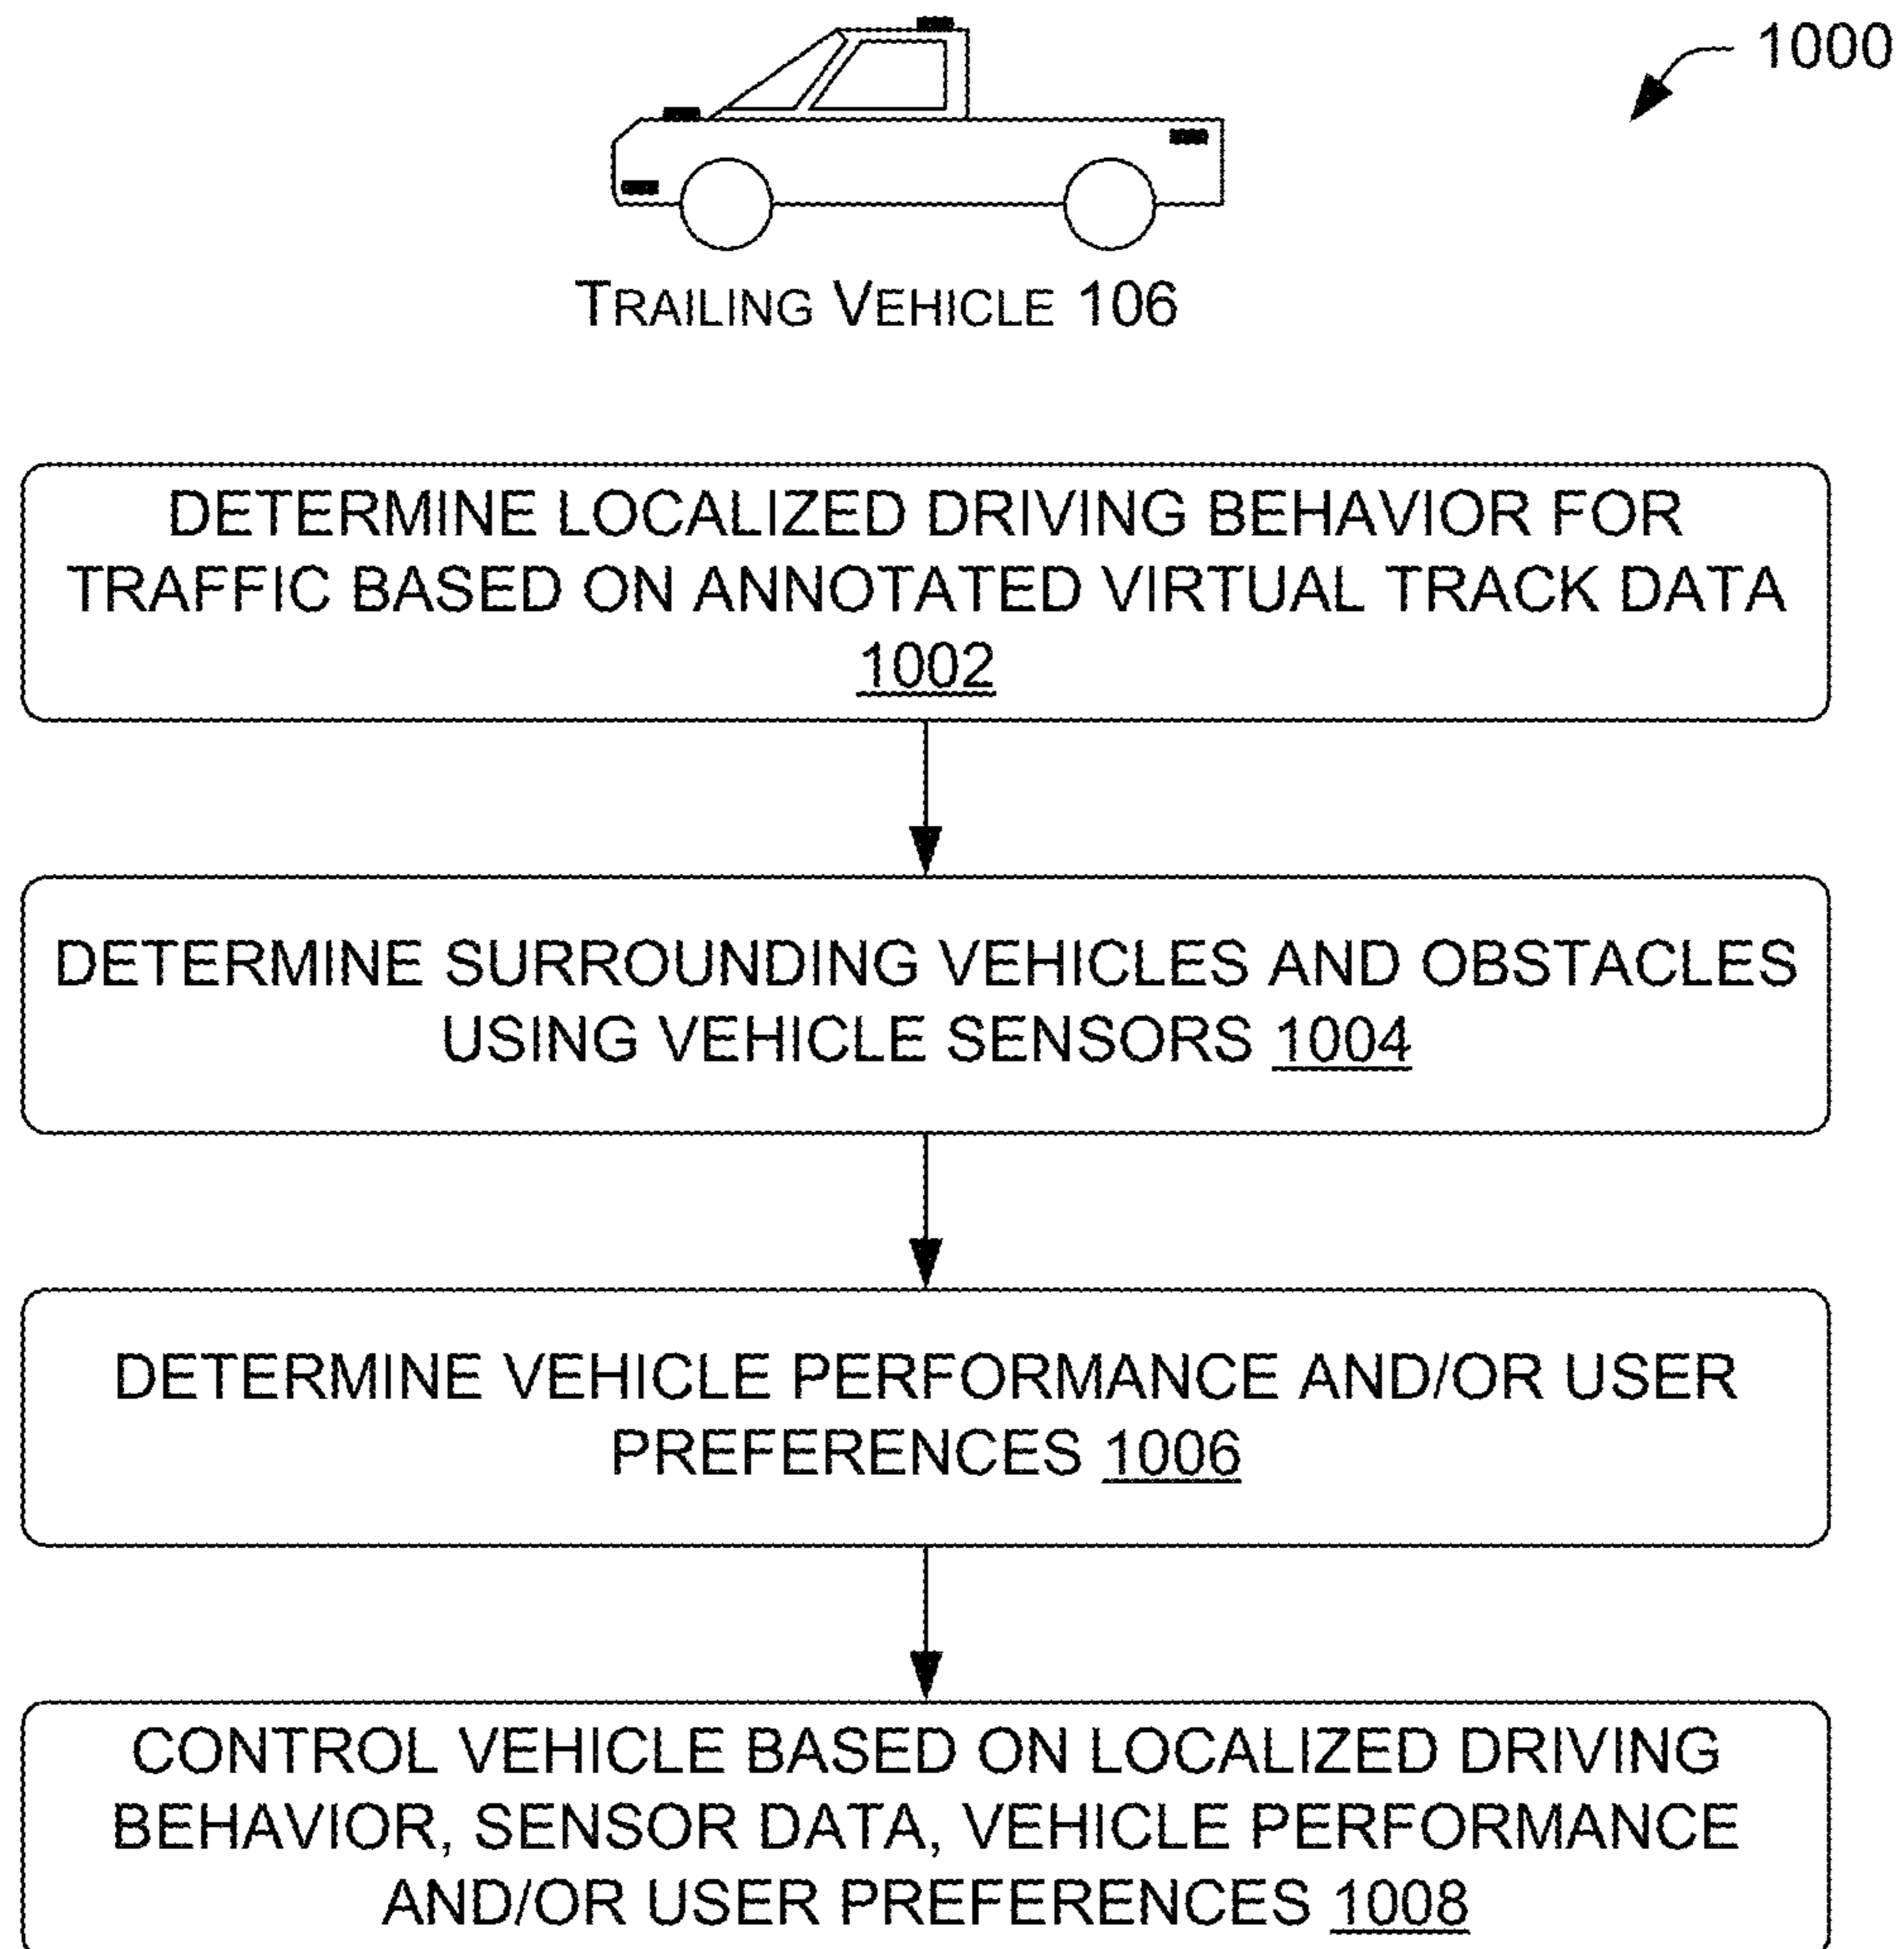 1000
TRAILING VEHICLE 106
DETERMINE LOCALIZED DRIVING BEHAVIOR FOR
TRAFFIC BASED ON ANNOTATED VIRTUAL TRACK DATA
1002
DETERMINE SURROUNDING VEHICLES AND OBSTACLES
USING VEHICLE SENSORS 1004
DETERMINE VEHICLE PERFORMANCE AND/OR USER
PREFERENCES 1006
CONTROL VEHICLE BASED ON LOCALIZED DRIVING
BEHAVIOR, SENSOR DATA, VEHICLE PERFORMANCE
AND/OR USER PREFERENCES 1008